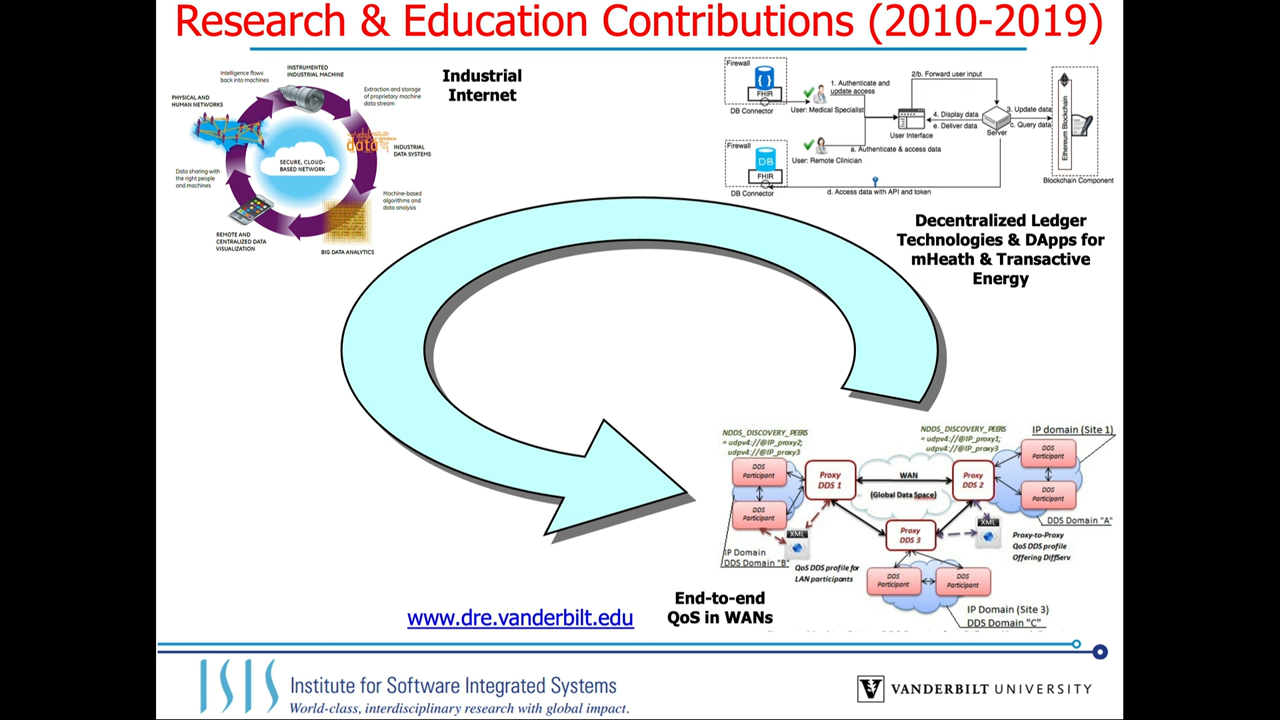 Research & Education Contributions (2010-2019)
Intelligence flows
back into machines
INSTRUMENTED
INDUSTRIAL MACHINE
PHYSICAL AND
HUMAN NETWORKS
Extraction and storage
of proprietary machine
data stream
SECURE, CLOUD-
BASED NETWORK
data
INDUSTRIAL
DATA SYSTEMS
Data sharing with
the right people
and machines
Machine-based
algorithms and
data analysis
REMOTE AND
CENTRALIZED DATA
VISUALIZATION
BIG DATA ANALYTICS
Industrial
Internet
Firewall
FHIR
DB Connector
1. Authenticate and
update access
User: Medical Specialist
2/b. Forward user input
4. Display data
e. Deliver data
User Interface
Server
3. Update data
c. Query data
Ethereum Blockchain
Blockchain Component
Firewall
DB
FHIR
DB Connector
User: Remote Clinician
a. Authenticate & access data
d. Access data with API and token
Decentralized Ledger
Technologies & DApps for
mHeath & Transactive
Energy
NDDS_DISCOVERY_PEERS
= udpv4://@IP_proxy2;
udpv4://@IP_proxy3
NDDS_DISCOVERY_PEERS
= udpv4://@IP_proxy1;
udpv4://@IP_proxy3
IP domain (Site 1)
DDS
Participant
DDS
Participant
Proxy
DDS 1
WAN
(Global Data Space)
Proxy
DDS 2
DDS
Participant
DDS
Participant
DDS Domain "A"
Proxy
DDS 3
XML
XML
IP Domain
DDS Domain "B"
QoS DDS profile for
LAN participants
Proxy-to-Proxy
QoS DDS profile
Offering DiffServ
DDS
Participant
DDS
Participant
IP Domain (Site 3)
DDS Domain "C"
End-to-end
QoS in WANs
www.dre.vanderbilt.edu
ISIS
Institute for Software Integrated Systems
World-class, interdisciplinary research with global impact.
V
VANDERBILT UNIVERSITY